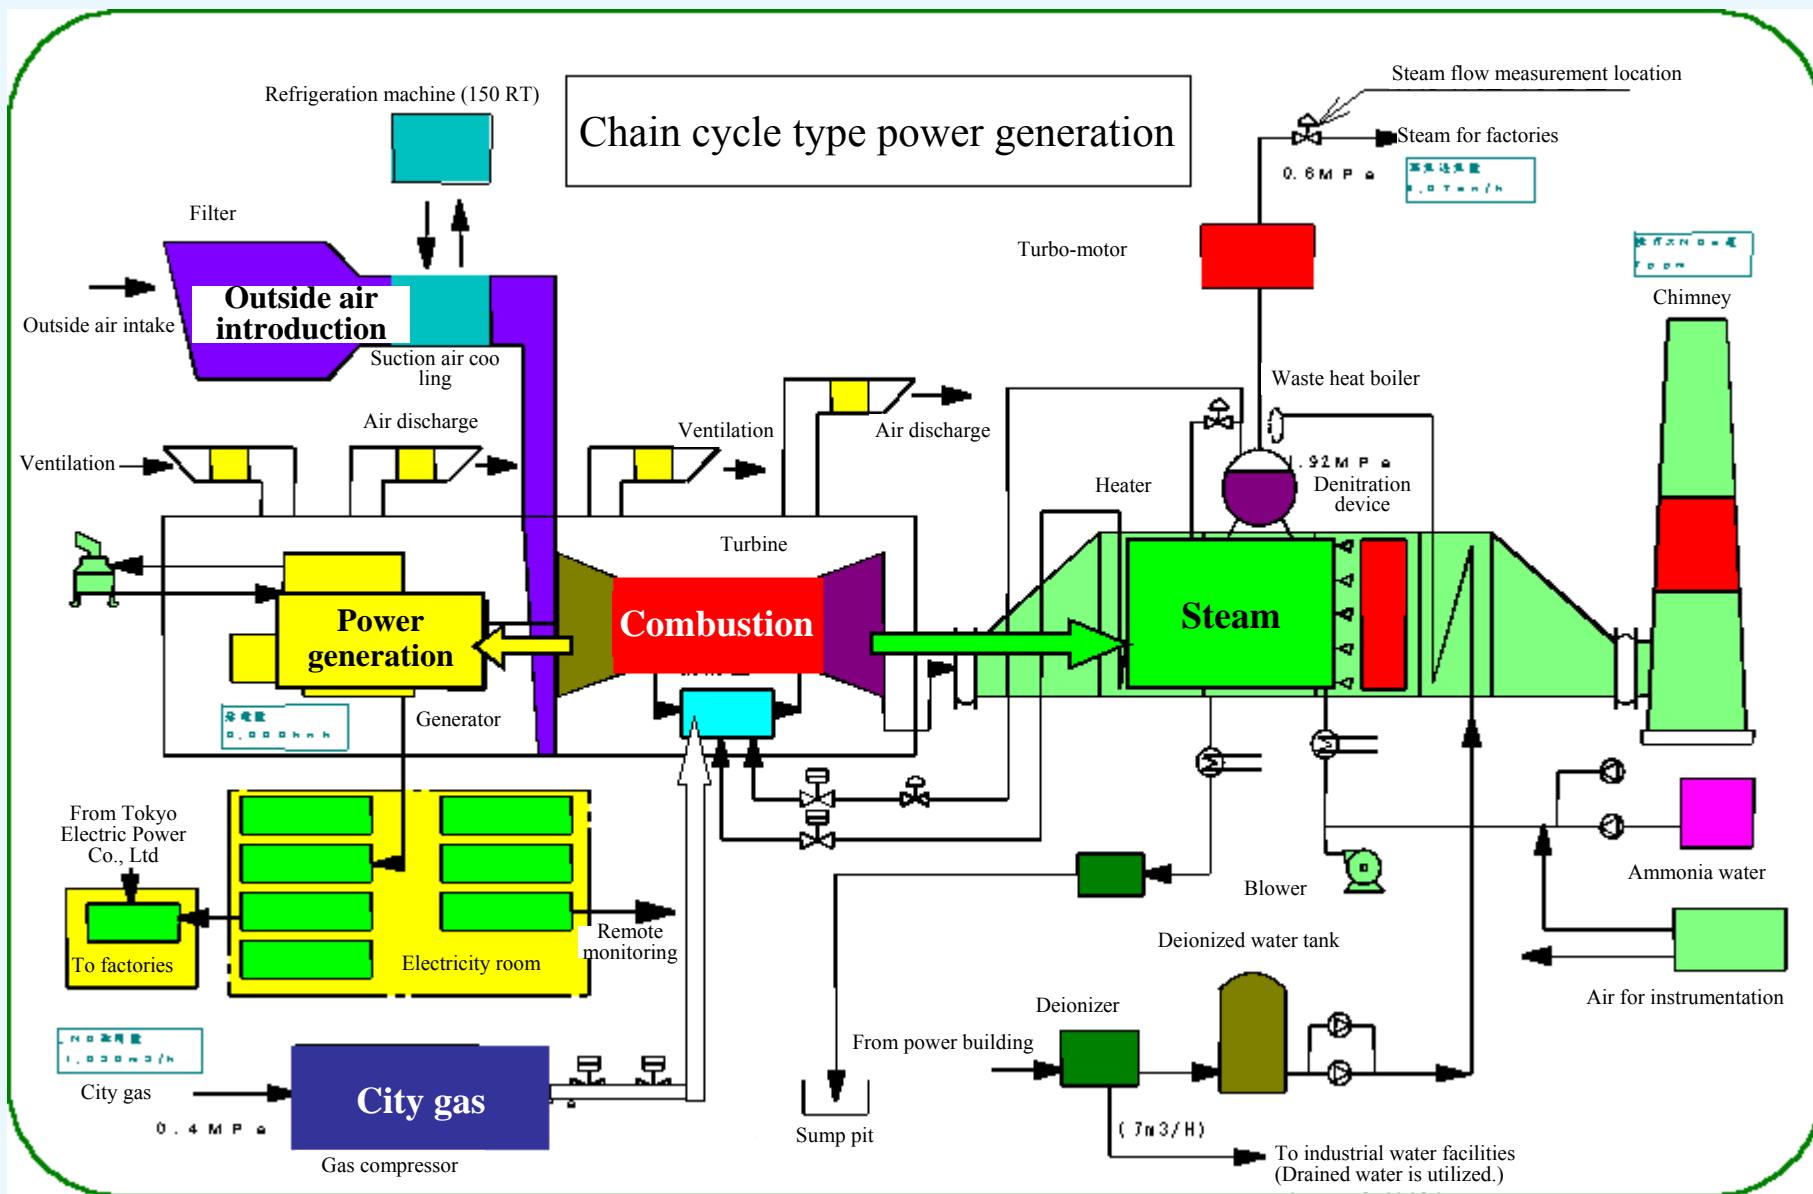 Steam flow measurement location
Refrigeration machine (150 RT)
Chain cycle type power generation
Steam for factories
0.6MPa
Filter
Turbo-motor
Outside air
introduction
Outside air intake
Chimney
Suction air coo
ling
Waste heat boiler
Air discharge
Ventilation
Air discharge
Ventilation
.92MPa
Heater
Denitration
device
Turbine
Power
generation
Combustion
Steam
Generator
From Tokyo
Electric Power
Co., Ltd
To factories
Electricity room
Remote
monitoring
Blower
Ammonia water
Deionized water tank
Air for instrumentation
Deionizer
From power building
City gas
0.4MPa
City gas
Gas compressor
Sump pit
(7m3/H)
To industrial water facilities
(Drained water is utilized.)